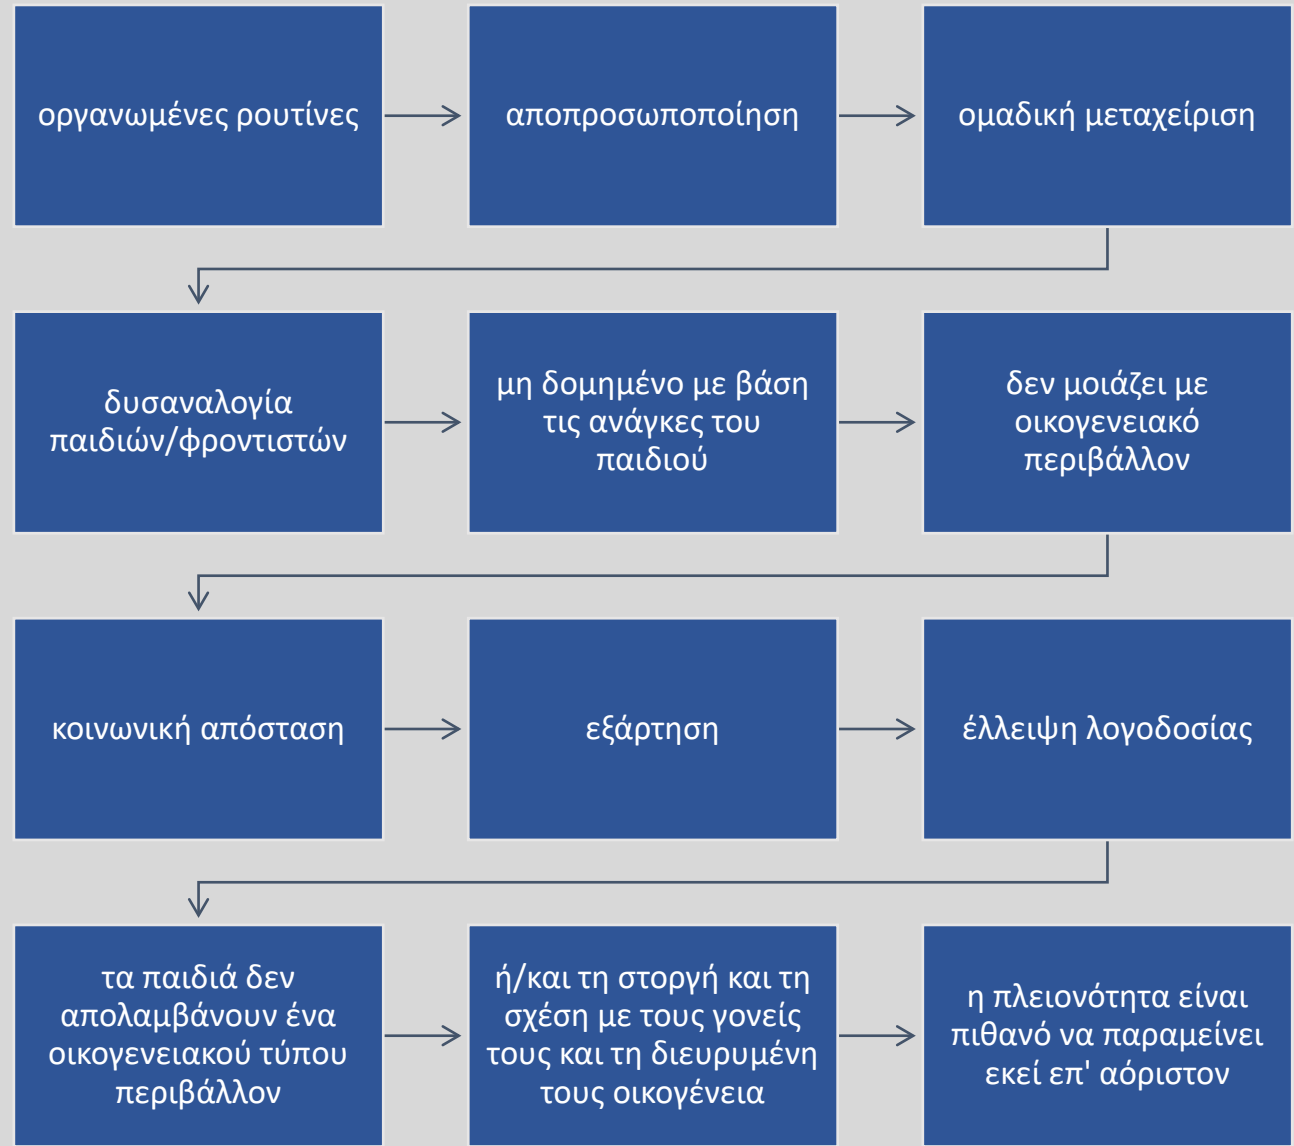 οργανωμένες ρουτίνες
αποπροσωποποίηση
ομαδική μεταχείριση
δυσαναλογία
παιδιών/φροντιστών
μη δομημένο με βάση
τις ανάγκες του
παιδιού
δεν μοιάζει με
οικογενειακό
περιβάλλον
κοινωνική απόσταση
εξάρτηση
έλλειψη λογοδοσίας
τα παιδιά δεν
απολαμβάνουν ένα
οικογενειακού τύπου
περιβάλλον
ή/και τη στοργή και τη
σχέση με τους γονείς
τους και τη διευρυμένη
τους οικογένεια
η πλειονότητα είναι
πιθανό να παραμείνει
εκεί επ' αόριστον